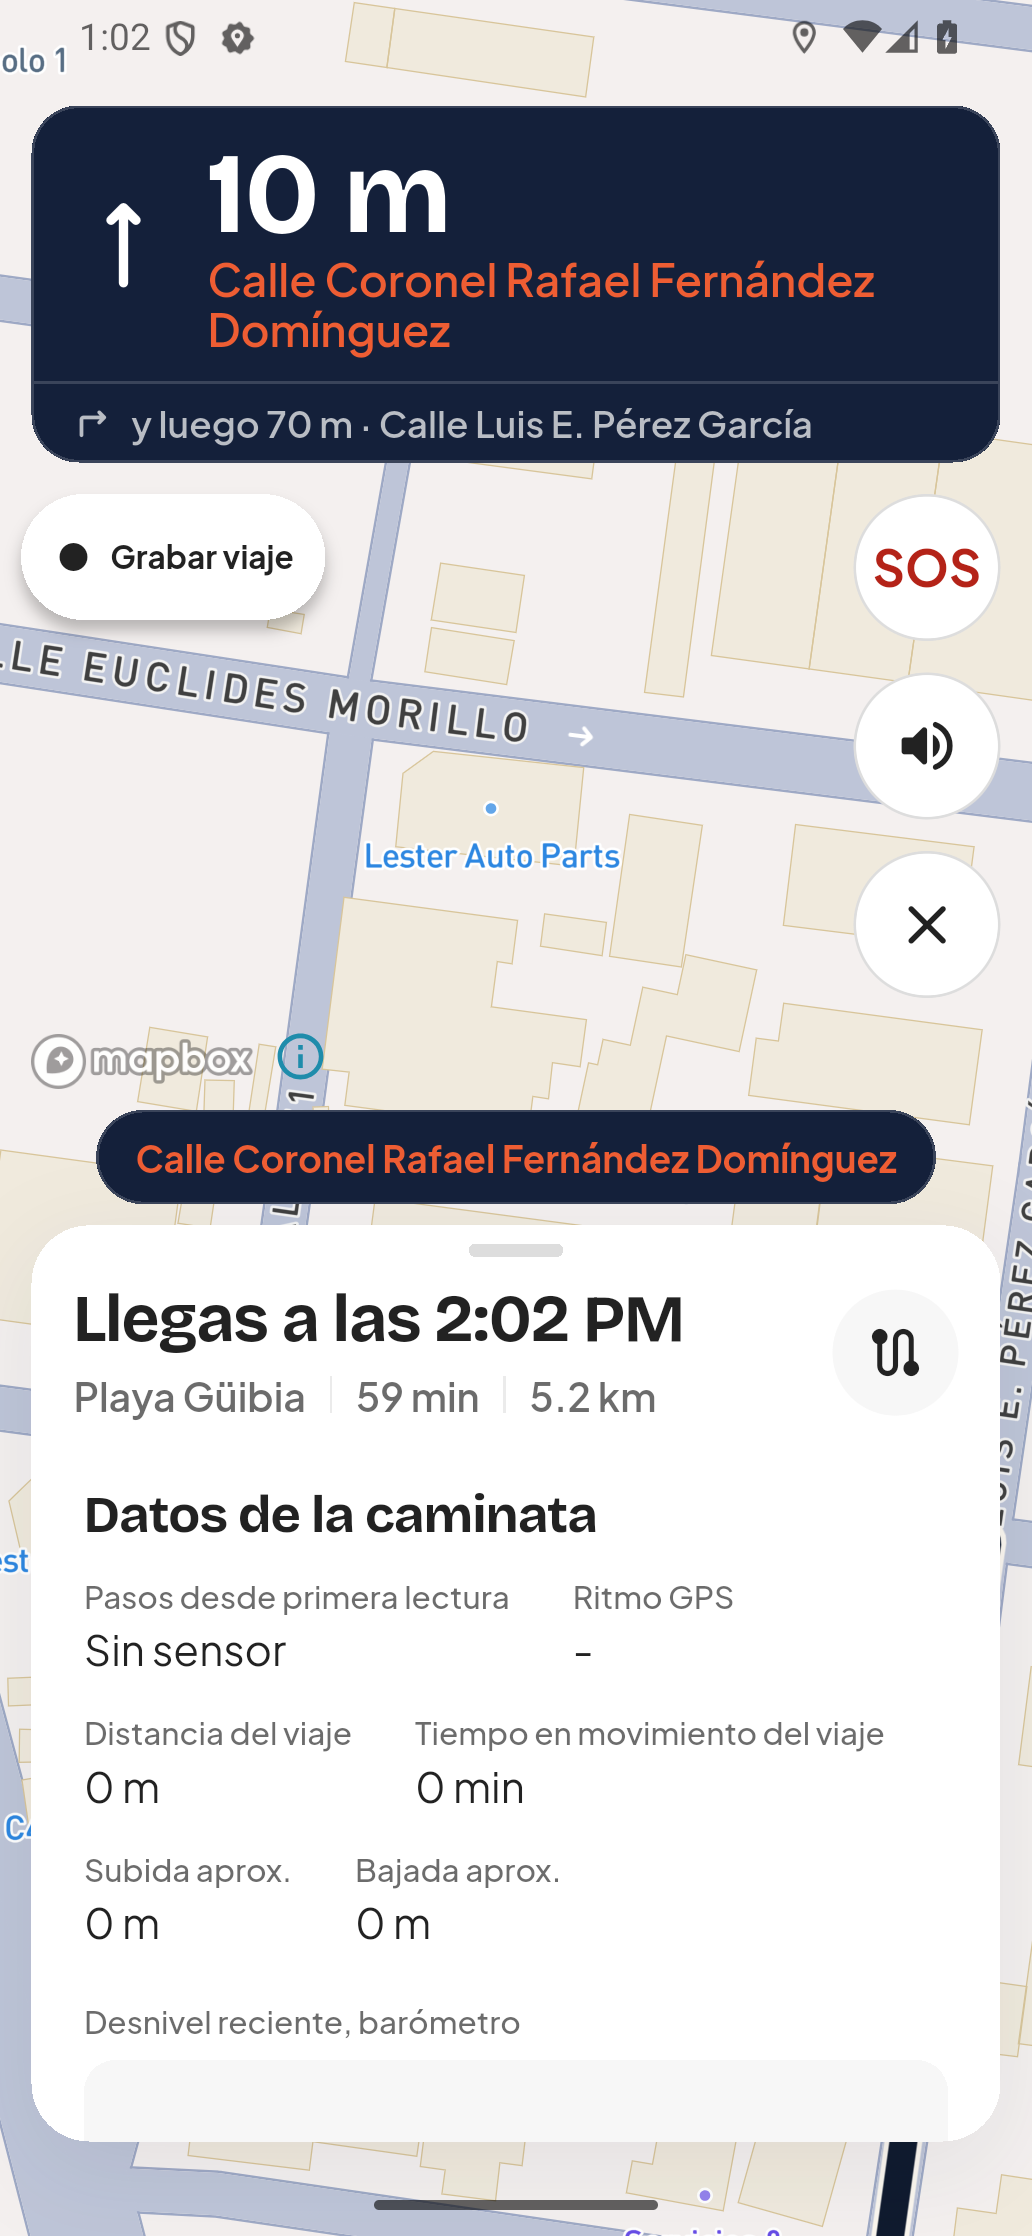 1:02
olo 1
10 m
Calle Coronel Rafael Fernández
Domínguez
y luego 70 m · Calle Luis E. Pérez García
Grabar viaje
SOS
LLE EUCLIDES MORILLO
Lester Auto Parts
mapbox
Calle Coronel Rafael Fernández Domínguez
Llegas a las 2:02 PM
Playa Güibia
59 min
5.2 km
Datos de la caminata
Pasos desde primera lectura
Ritmo GPS
Sin sensor
-
Distancia del viaje
Tiempo en movimiento del viaje
0 m
0 min
Subida aprox.
Bajada aprox.
0 m
0 m
Desnivel reciente, barómetro